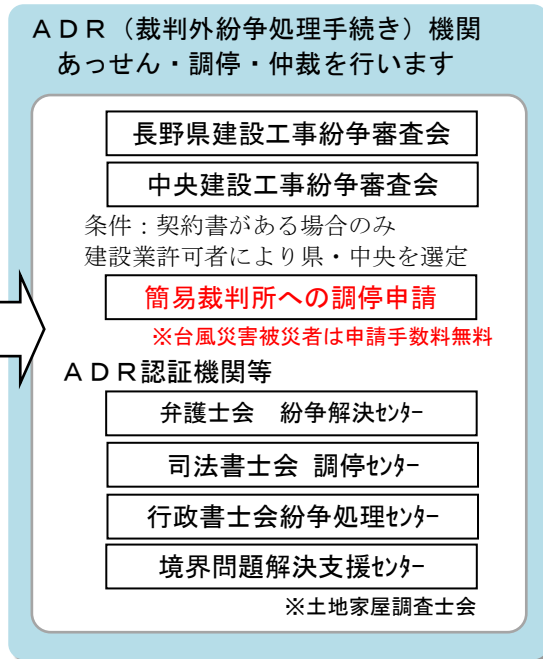 ＡＤＲ（裁判外紛争処理手続き）機関
あっせん・調停・仲裁を行います
長野県建設工事紛争審査会
中央建設工事紛争審査会
条件：契約書がある場合のみ
建設業許可者により県・中央を選定
簡易裁判所への調停申請
※台風災害被災者は申請手数料無料
ＡＤＲ認証機関等
弁護士会　紛争解決ｾﾝﾀｰ
司法書士会 調停ｾﾝﾀｰ
行政書士会紛争処理ｾﾝﾀｰ
境界問題解決支援ｾﾝﾀｰ
※土地家屋調査士会